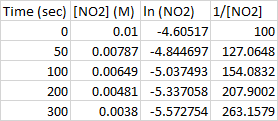 Time (sec) [NO2] (M) ln (NO2) 1/[NO2]
0 0.01 -4.60517 100
50 0.00787 -4.844697 127.0648
100 0.00649 -5.037493 154.0832
200 0.00481 -5.337058 207.9002
300 0.0038 -5.572754 263.1579